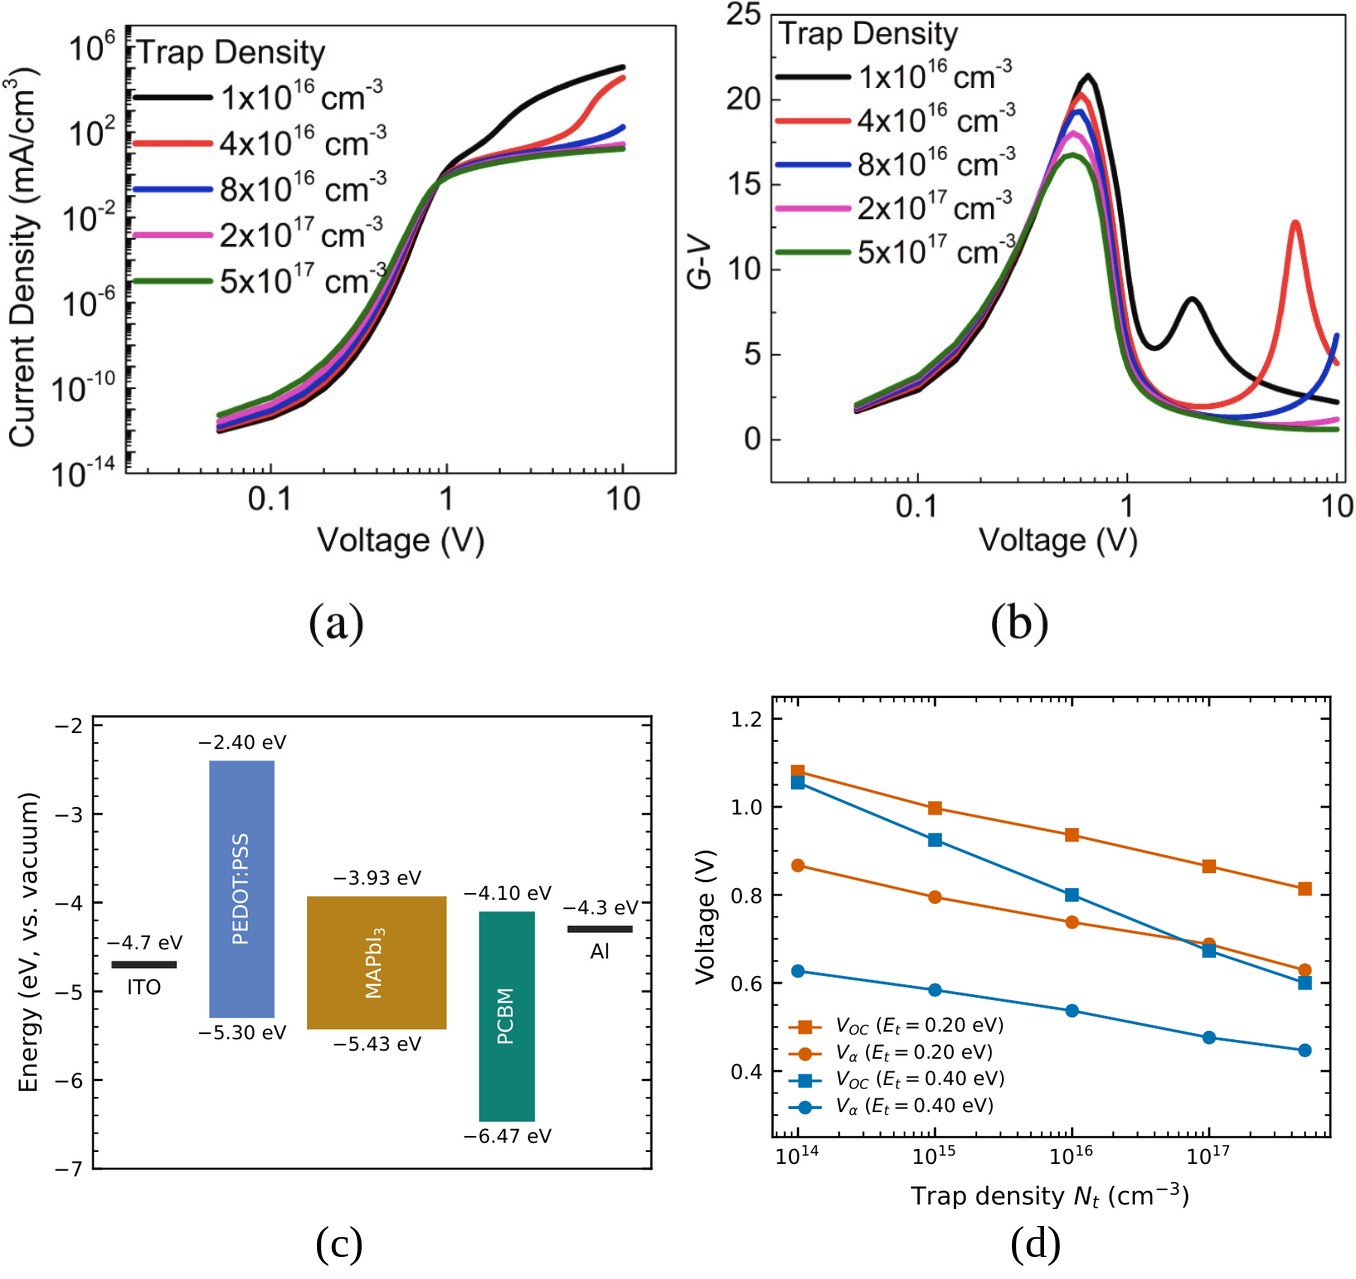 Trap Density
1x10^16 cm^-3
4x10^16 cm^-3
8x10^16 cm^-3
2x10^17 cm^-3
5x10^17 cm^-3
10^6
10^2
10^-2
10^-6
10^-10
10^-14
Current Density (mA/cm^3)
0.1 1 10
Voltage (V)
(a)
Trap Density
1x10^16 cm^-3
4x10^16 cm^-3
8x10^16 cm^-3
2x10^17 cm^-3
5x10^17 cm^-3
25
20
15
10
5
0
G-V
0.1 1 10
Voltage (V)
(b)
−2
−3
−4
−5
−6
−7
Energy (eV, vs. vacuum)
−4.7 eV
ITO
−2.40 eV
PEDOT:PSS
−5.30 eV
−3.93 eV
MAPbI₃
−5.43 eV
−4.10 eV
PCBM
−6.47 eV
−4.3 eV
Al
(c)
1.2
1.0
0.8
0.6
0.4
Voltage (V)
V_OC (E_t = 0.20 eV)
V_α (E_t = 0.20 eV)
V_OC (E_t = 0.40 eV)
V_α (E_t = 0.40 eV)
10^14 10^15 10^16 10^17
Trap density N_t (cm^−3)
(d)